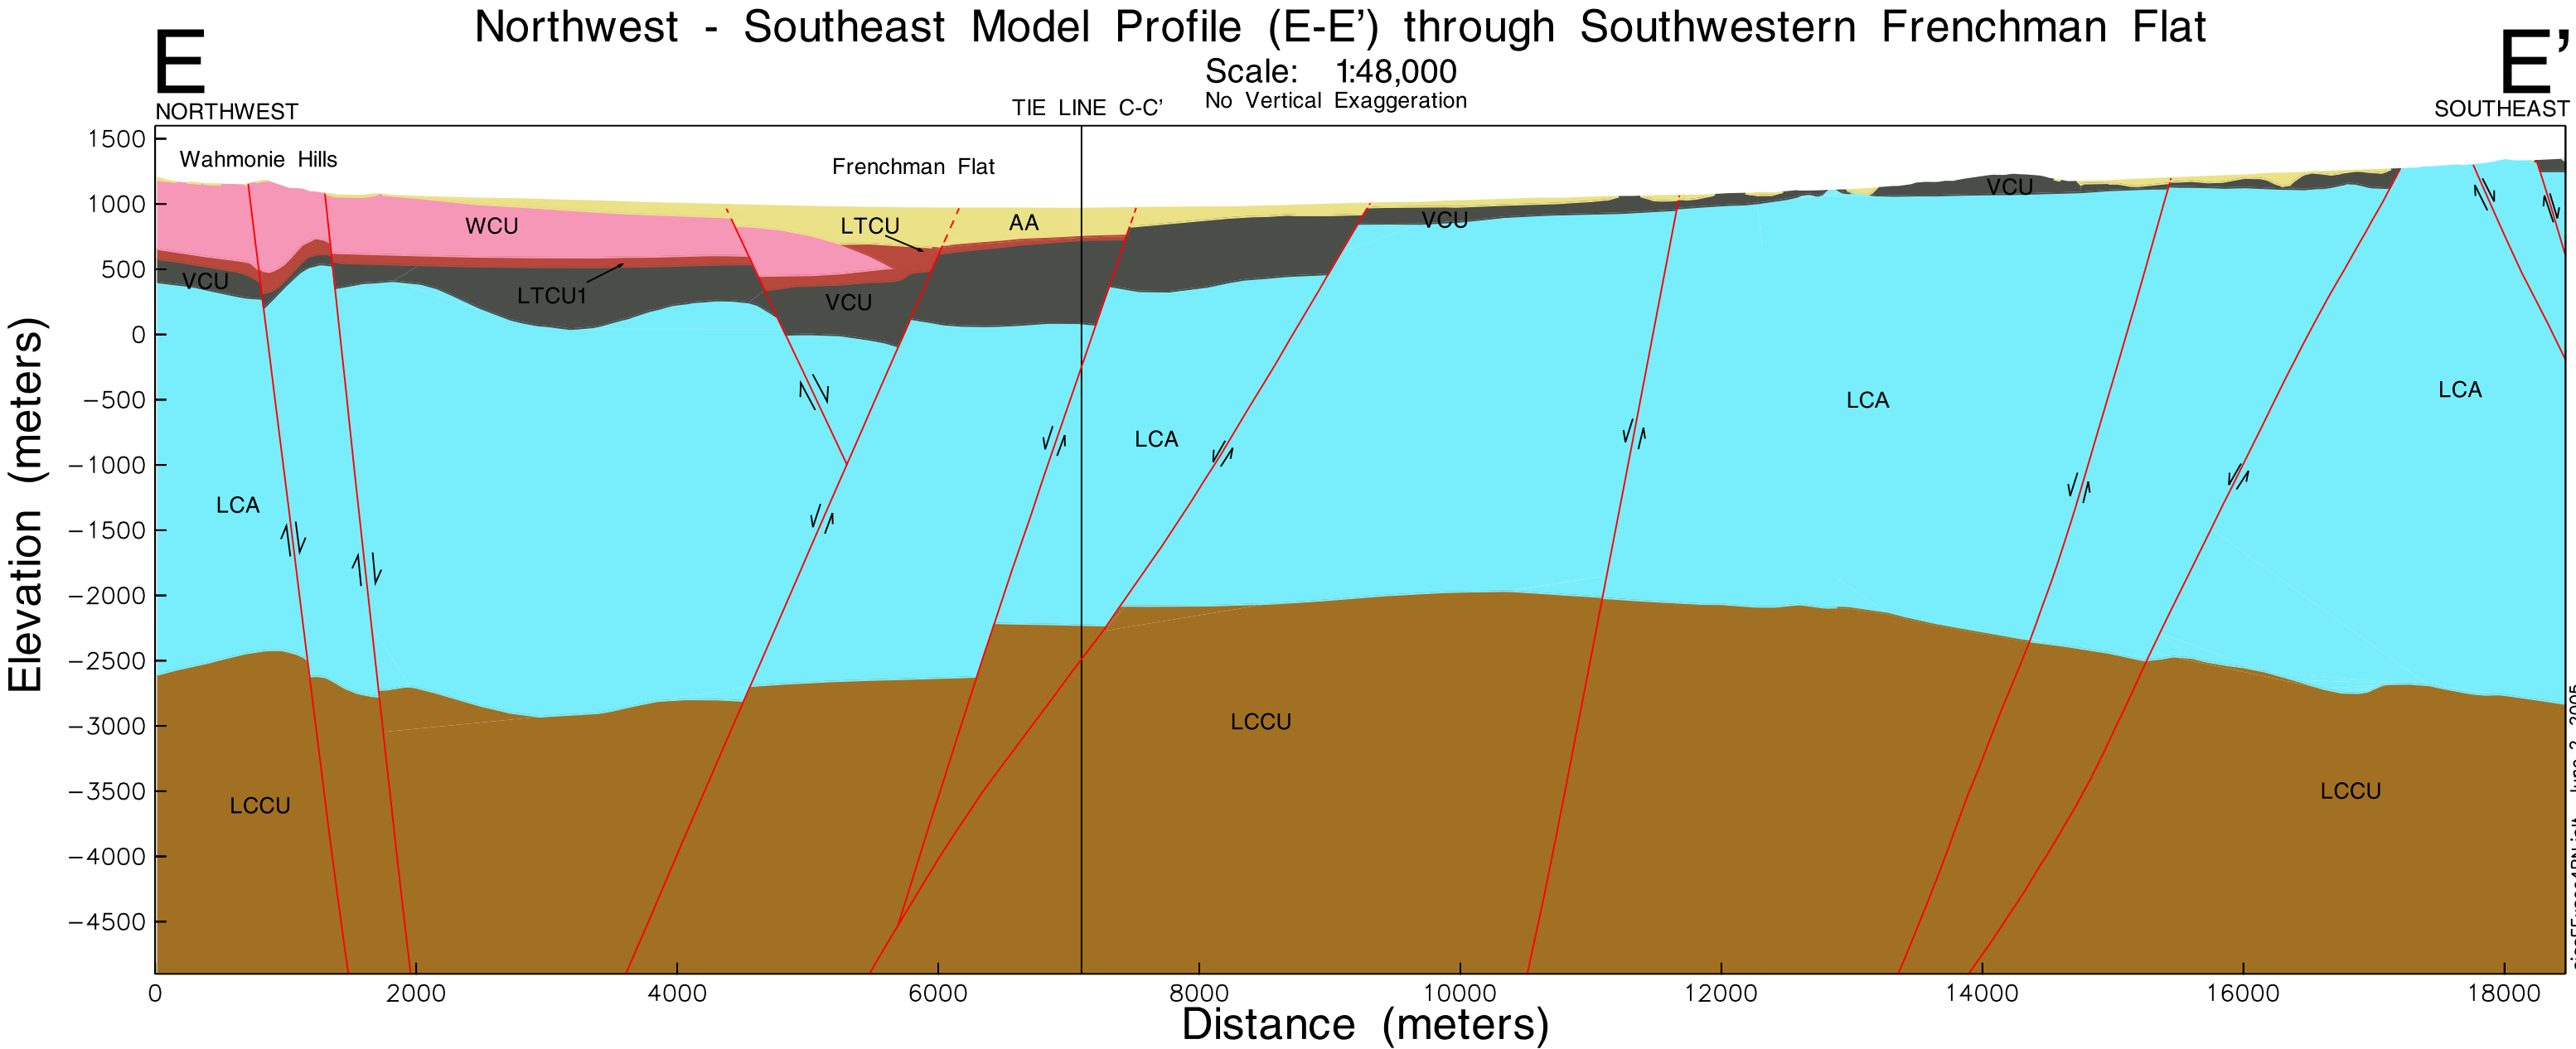 Northwest - Southeast Model Profile (E-E’) through Southwestern Frenchman Flat
E
E’
Scale: 1:48,000
No Vertical Exaggeration
NORTHWEST
TIE LINE C-C’
SOUTHEAST
Wahmonie Hills
Frenchman Flat
Elevation (meters)
1500
1000
500
0
−500
−1000
−1500
−2000
−2500
−3000
−3500
−4000
−4500
WCU
LTCU
AA
VCU
VCU
VCU
LTCU1
VCU
LCA
LCA
LCA
LCA
LCCU
LCCU
LCCU
0
2000
4000
6000
8000
10000
12000
14000
16000
18000
Distance (meters)